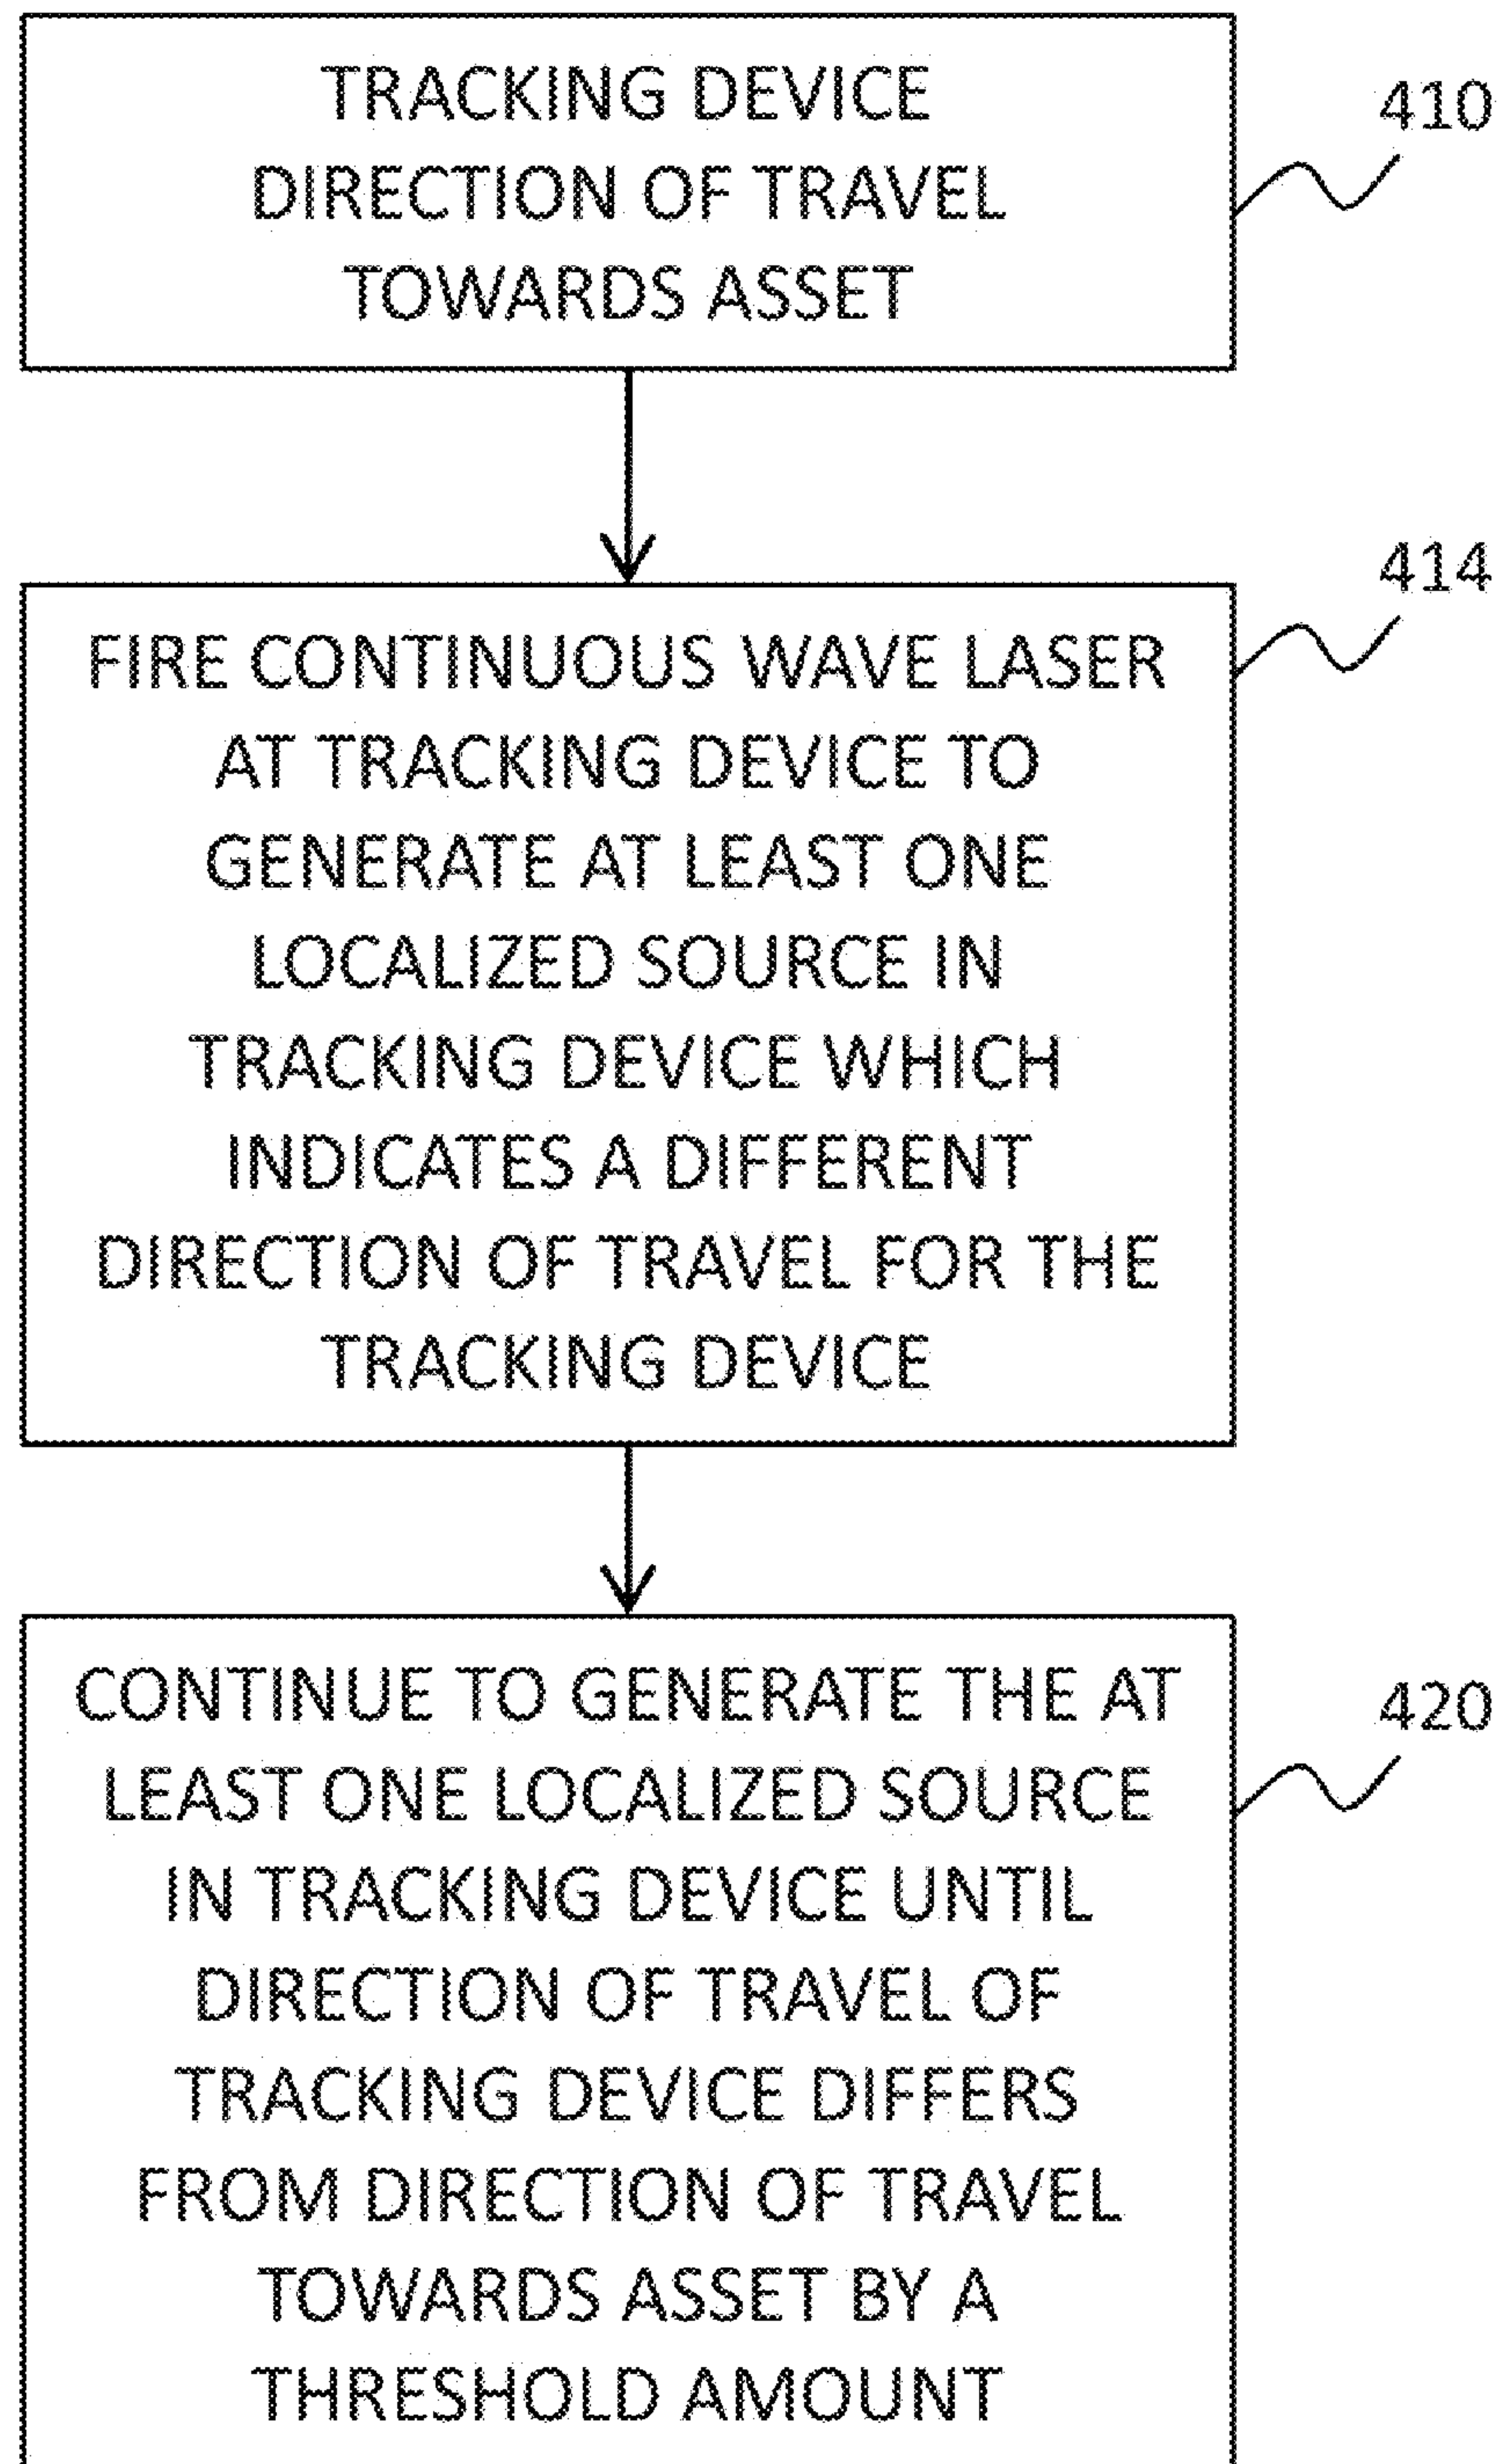 TRACKING DEVICE
DIRECTION OF TRAVEL
TOWARDS ASSET
410
FIRE CONTINUOUS WAVE LASER
AT TRACKING DEVICE TO
GENERATE AT LEAST ONE
LOCALIZED SOURCE IN
TRACKING DEVICE WHICH
INDICATES A DIFFERENT
DIRECTION OF TRAVEL FOR THE
TRACKING DEVICE
414
CONTINUE TO GENERATE THE AT
LEAST ONE LOCALIZED SOURCE
IN TRACKING DEVICE UNTIL
DIRECTION OF TRAVEL OF
TRACKING DEVICE DIFFERS
FROM DIRECTION OF TRAVEL
TOWARDS ASSET BY A
THRESHOLD AMOUNT
420